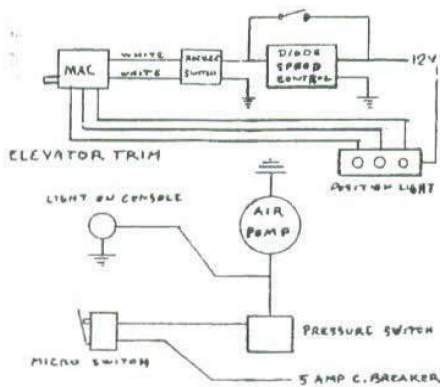 WHITE
WHITE
MAC
ROCKER
SWITCH
DIODE
SPEED
CONTROL
12V
ELEVATOR TRIM
POSITION LIGHT
LIGHT ON CONSOLE
AIR
PUMP
PRESSURE SWITCH
MICRO SWITCH
5 AMP C. BREAKER